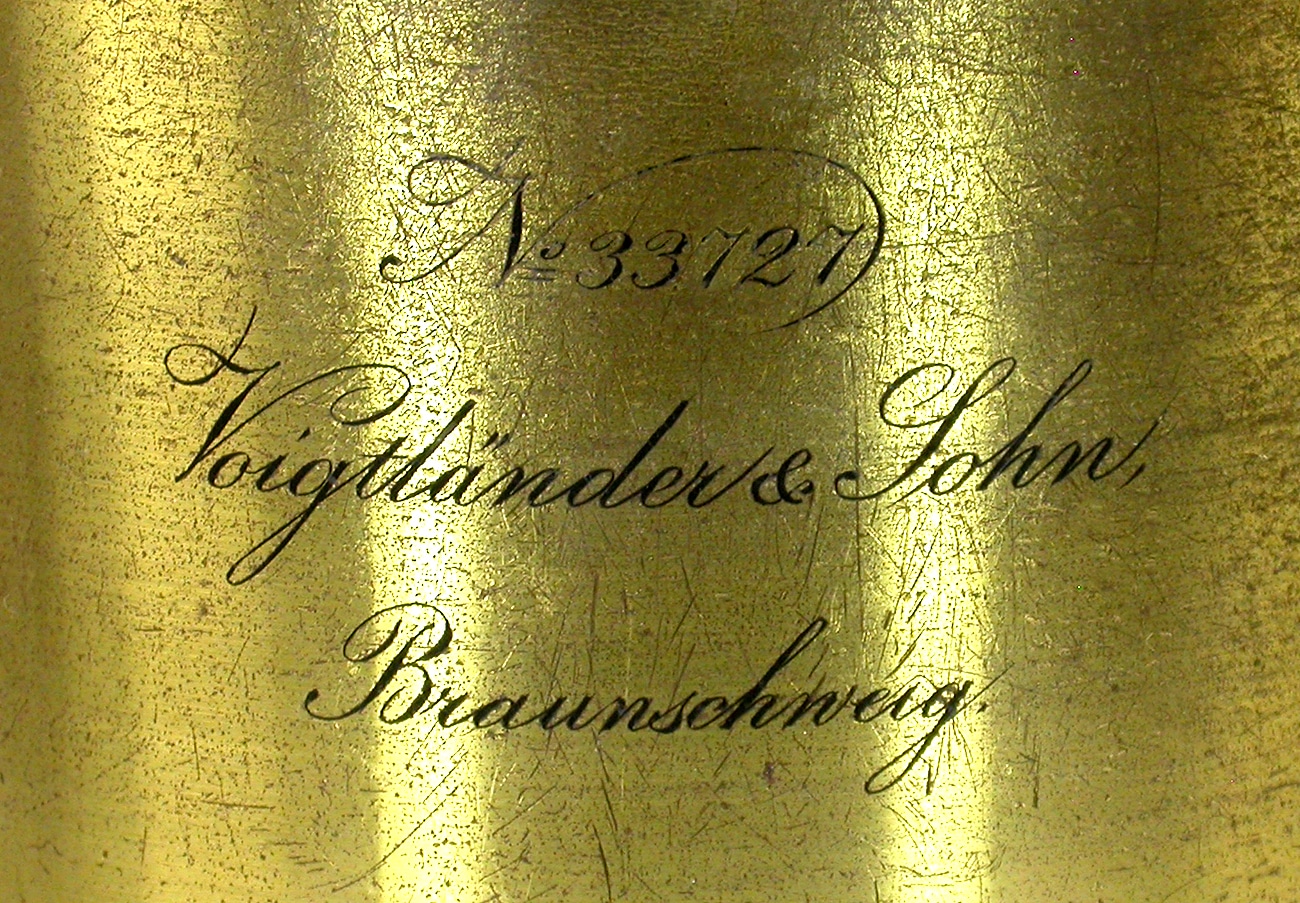 No 33727
Voigtländer & Sohn,
Braunschweig.